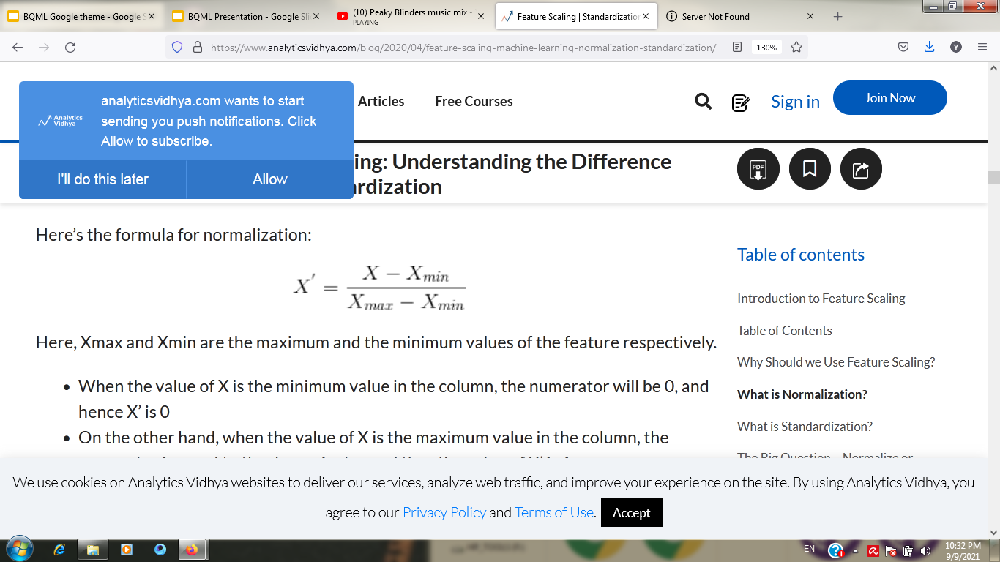 BQML Google theme - Google S
BQML Presentation - Google Sli
(10) Peaky Blinders music mix -
PLAYING
Feature Scaling | Standardization
Server Not Found
https://www.analyticsvidhya.com/blog/2020/04/feature-scaling-machine-learning-normalization-standardization/
130%
Y
analyticsvidhya.com wants to start
sending you push notifications. Click
Allow to subscribe.
Analytics
Vidhya
I'll do this later
Allow
Articles
Free Courses
Sign in
Join Now
ing: Understanding the Difference
ardization
PDF
Here's the formula for normalization:
X' = (X − Xmin) / (Xmax − Xmin)
Here, Xmax and Xmin are the maximum and the minimum values of the feature respectively.
• When the value of X is the minimum value in the column, the numerator will be 0, and
hence X' is 0
• On the other hand, when the value of X is the maximum value in the column, the
Table of contents
Introduction to Feature Scaling
Table of Contents
Why Should we Use Feature Scaling?
What is Normalization?
What is Standardization?
The Big Question – Normalize or
We use cookies on Analytics Vidhya websites to deliver our services, analyze web traffic, and improve your experience on the site. By using Analytics Vidhya, you
agree to our Privacy Policy and Terms of Use. Accept
EN
10:32 PM
9/9/2021